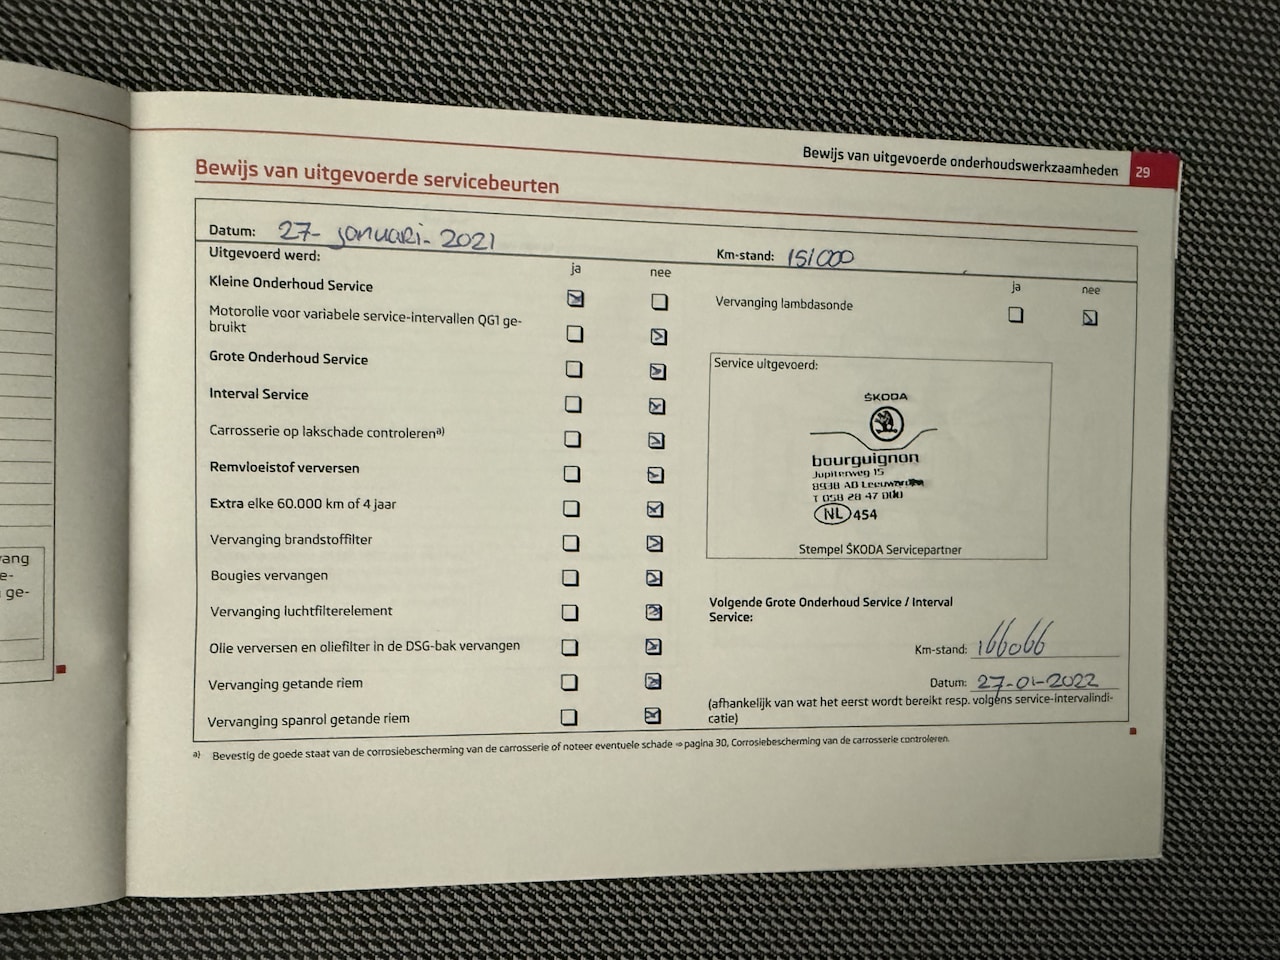 Bewijs van uitgevoerde onderhoudswerkzaamheden 29
Bewijs van uitgevoerde servicebeurten
Datum: 27- januari- 2021
Km-stand: 151000
Uitgevoerd werd:
ja nee
Kleine Onderhoud Service
Motorolie voor variabele service-intervallen QG1 ge-
bruikt
Grote Onderhoud Service
Interval Service
Carrosserie op lakschade controleren a)
Remvloeistof verversen
Extra elke 60.000 km of 4 jaar
Vervanging brandstoffilter
Bougies vervangen
Vervanging luchtfilterelement
Olie verversen en oliefilter in de DSG-bak vervangen
Vervanging getande riem
Vervanging spanrol getande riem
ja nee
Vervanging lambdasonde
Service uitgevoerd:
ŠKODA
bourguignon
Jupiterweg 15
8938 AD Leeuwarden
T 058 28 47 000
NL 454
Stempel ŠKODA Servicepartner
Volgende Grote Onderhoud Service / Interval
Service:
Km-stand: 166066
Datum: 27-01-2022
(afhankelijk van wat het eerst wordt bereikt resp. volgens service-intervalindi-
catie)
a) Bevestig de goede staat van de corrosiebescherming van de carrosserie of noteer eventuele schade ⇒ pagina 30, Corrosiebescherming van de carrosserie controleren.
vang
e-
ge-